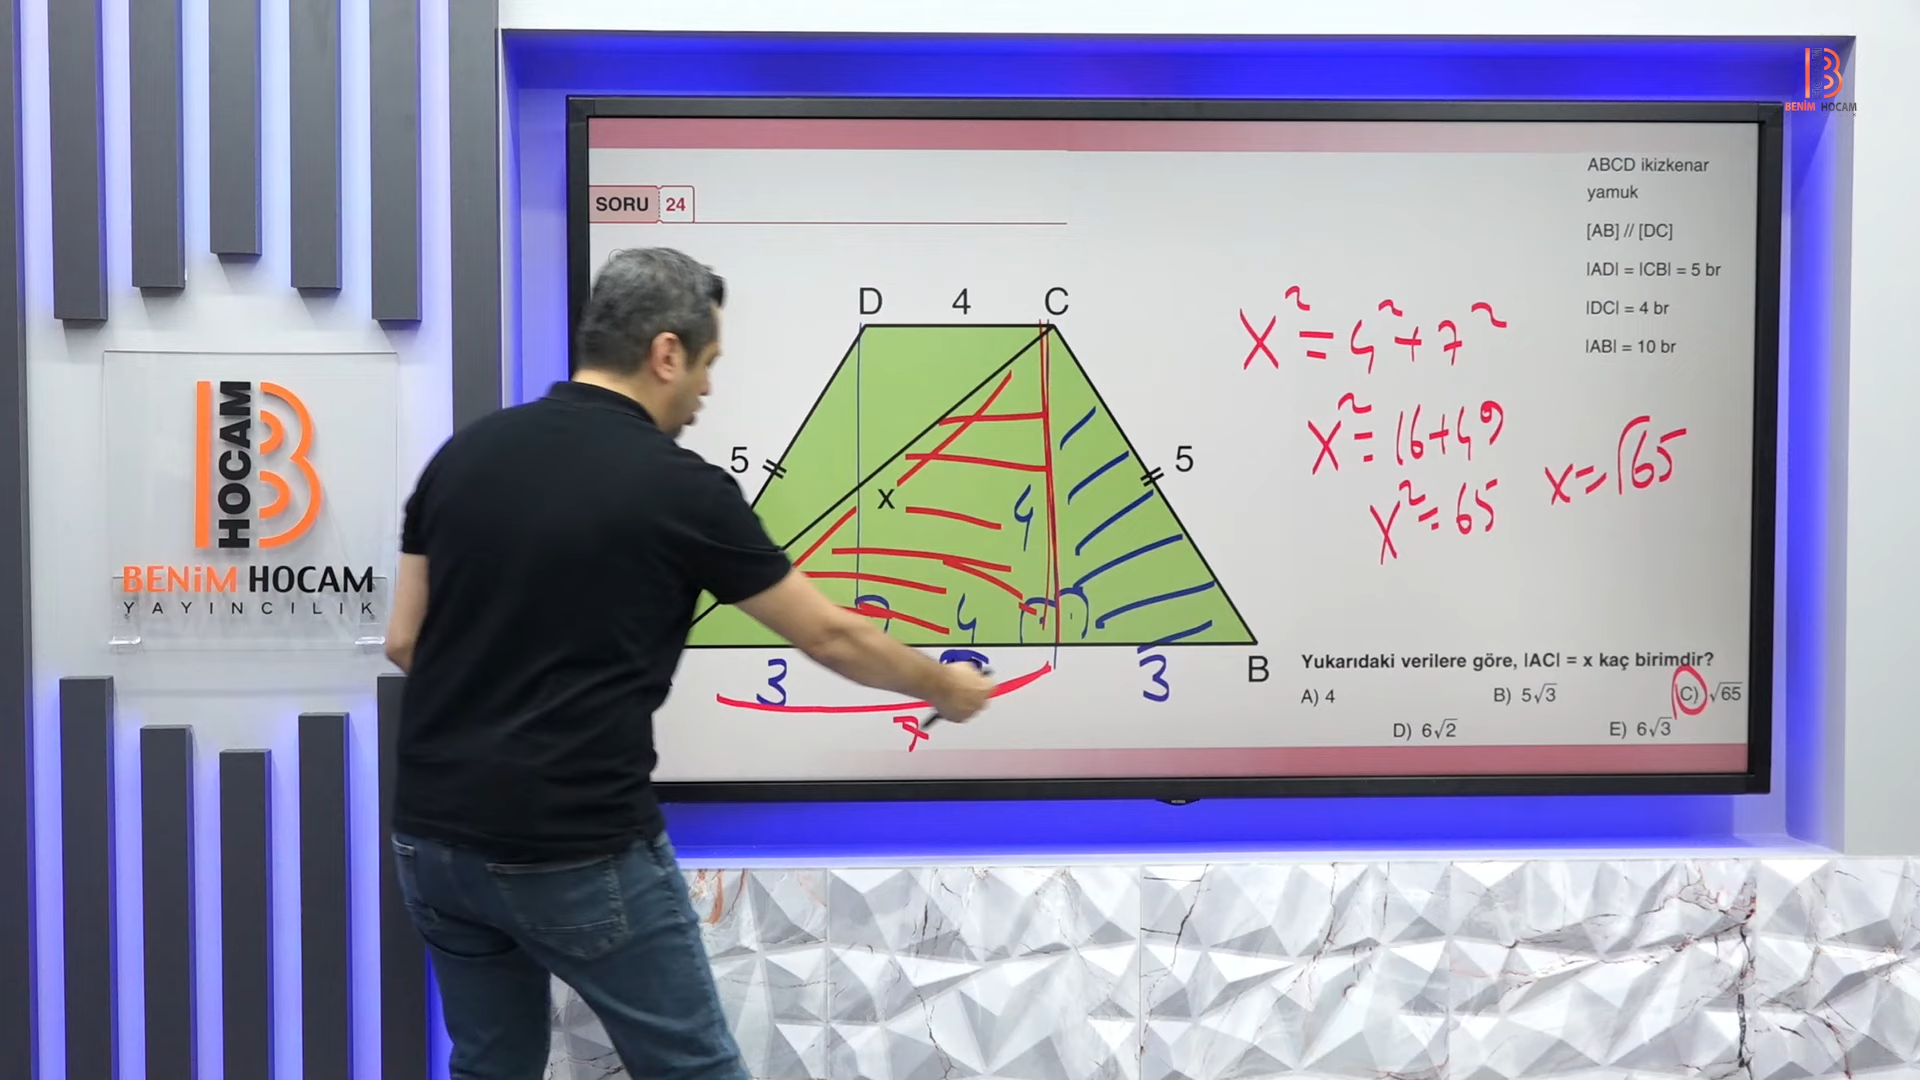 BENİM HOCAM
SORU 24
ABCD ikizkenar
yamuk
[AB] // [DC]
|AD| = |CB| = 5 br
|DC| = 4 br
|AB| = 10 br
D 4 C
5
x
5
4
4
3
3
B
7
x² = 4² + 7²
x² = 16+49
x² = 65
x = √65
Yukarıdaki verilere göre, |AC| = x kaç birimdir?
A) 4 B) 5√3 C) √65
D) 6√2 E) 6√3
HOCAM
BENiM HOCAM
YAYINCILIK